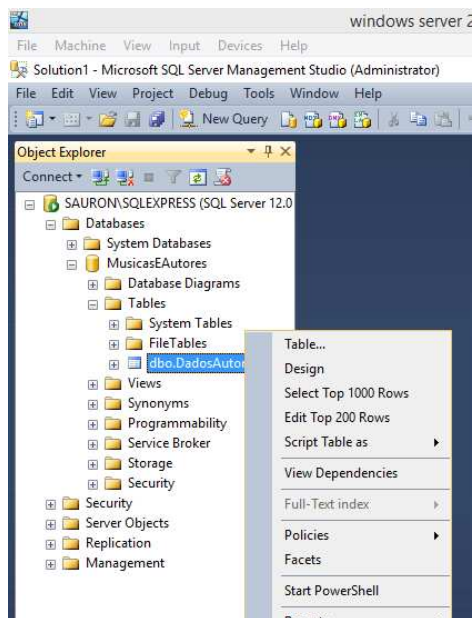 windows server 2
File Machine View Input Devices Help
Solution1 - Microsoft SQL Server Management Studio (Administrator)
File Edit View Project Debug Tools Window Help
New Query
Object Explorer
Connect
SAURON\SQLEXPRESS (SQL Server 12.0
Databases
System Databases
MusicasEAutores
Database Diagrams
Tables
System Tables
FileTables
dbo.DadosAutor
Views
Synonyms
Programmability
Service Broker
Storage
Security
Security
Server Objects
Replication
Management
Table...
Design
Select Top 1000 Rows
Edit Top 200 Rows
Script Table as
View Dependencies
Full-Text index
Policies
Facets
Start PowerShell